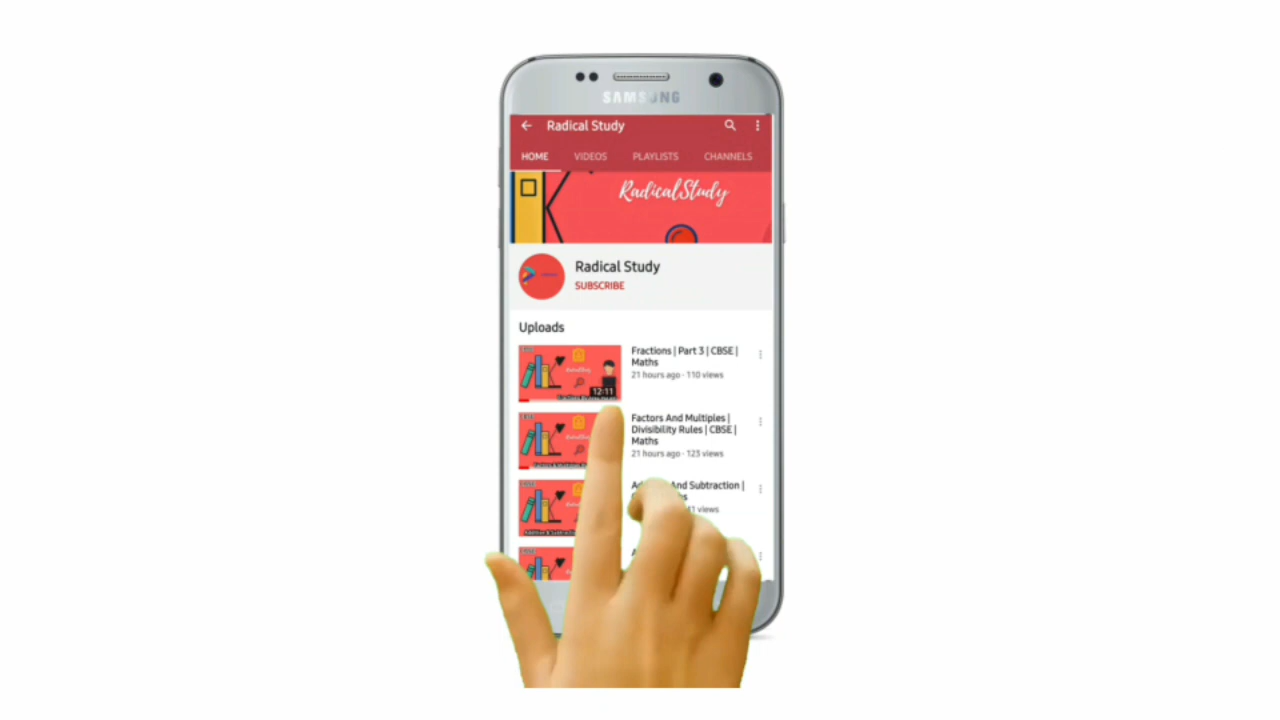 SAMSUNG
Radical Study
HOME VIDEOS PLAYLISTS CHANNELS
RadicalStudy
Radical Study
SUBSCRIBE
Uploads
Fractions | Part 3 | CBSE |
Maths
21 hours ago · 110 views
12:11
Factors And Multiples |
Divisibility Rules | CBSE |
Maths
21 hours ago · 123 views
And Subtraction |
views